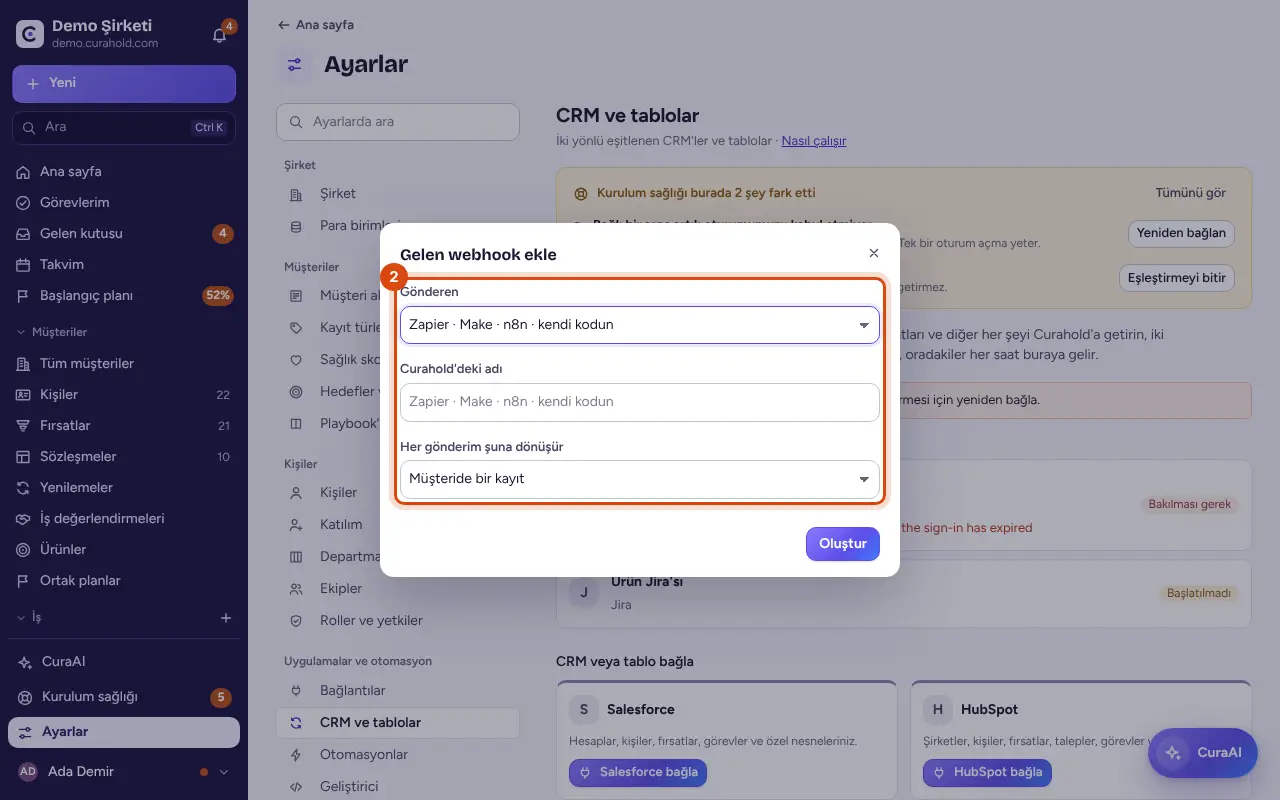 Demo Şirketi
demo.curahold.com
4
Yeni
Ara
Ctrl K
Ana sayfa
Görevlerim
Gelen kutusu
4
Takvim
Başlangıç planı
52%
Müşteriler
Tüm müşteriler
Kişiler
22
Fırsatlar
21
Sözleşmeler
10
Yenilemeler
İş değerlendirmeleri
Ürünler
Ortak planlar
İş
CuraAI
Kurulum sağlığı
5
Ayarlar
AD
Ada Demir
← Ana sayfa
Ayarlar
Ayarlarda ara
Şirket
Şirket
Para birimleri
Müşteriler
Müşteri al
Kayıt türle
Sağlık sko
Hedefler v
Playbook'
Kişiler
Kişiler
Katılım
Departma
Ekipler
Roller ve yetkiler
Uygulamalar ve otomasyon
Bağlantılar
CRM ve tablolar
Otomasyonlar
Geliştirici
CRM ve tablolar
İki yönlü eşitlenen CRM'ler ve tablolar · Nasıl çalışır
Kurulum sağlığı burada 2 şey fark etti
Tümünü gör
Tek bir oturum açma yeter.
Yeniden bağlan
getirmez.
Eşleştirmeyi bitir
tları ve diğer her şeyi Curahold'a getirin, iki
, oradakiler her saat buraya gelir.
rmesi için yeniden bağla.
Bakılması gerek
the sign-in has expired
J
Ürün Jira'sı
Jira
Başlatılmadı
CRM veya tablo bağla
S
Salesforce
Hesaplar, kişiler, fırsatlar, görevler ve özel nesneleriniz.
Salesforce bağla
H
HubSpot
Şirketler, kişiler, fırsatlar, talepler, görevler v
HubSpot bağla
CuraAI
Gelen webhook ekle
2
Gönderen
Zapier · Make · n8n · kendi kodun
Curahold'deki adı
Zapier · Make · n8n · kendi kodun
Her gönderim şuna dönüşür
Müşteride bir kayıt
Oluştur